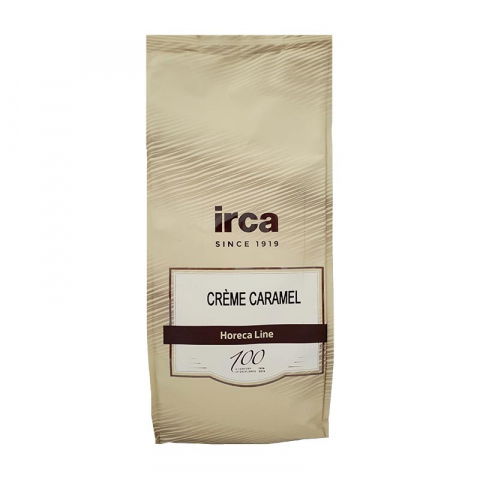 irca
SINCE 1919
CRÈME CARAMEL
Horeca Line
100